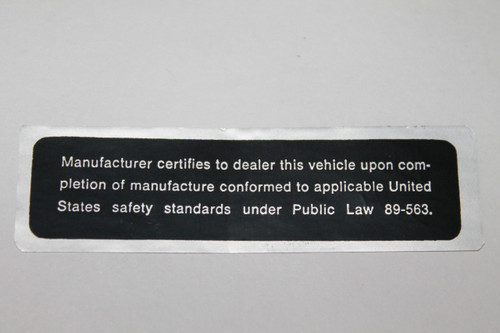 Manufacturer certifies to dealer this vehicle upon com-
pletion of manufacture conformed to applicable United
States safety standards under Public Law 89-563.